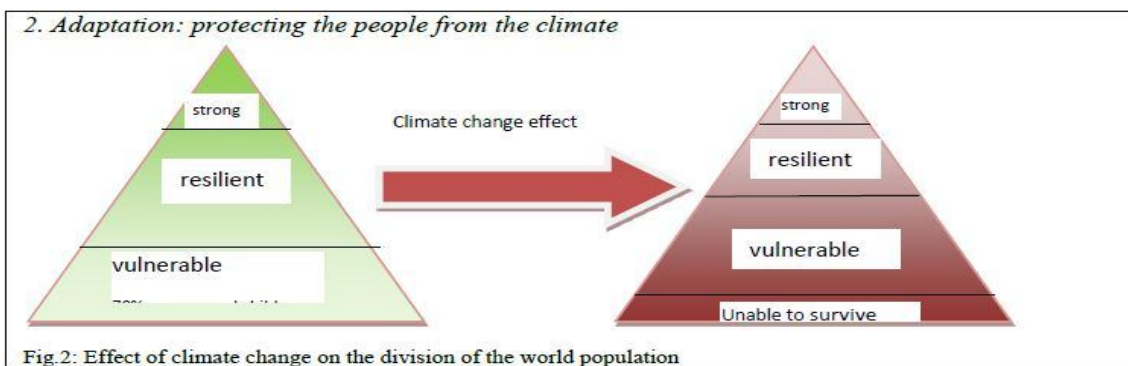 2. Adaptation: protecting the people from the climate
strong
resilient
vulnerable
Climate change effect
strong
resilient
vulnerable
Unable to survive
Fig.2: Effect of climate change on the division of the world population